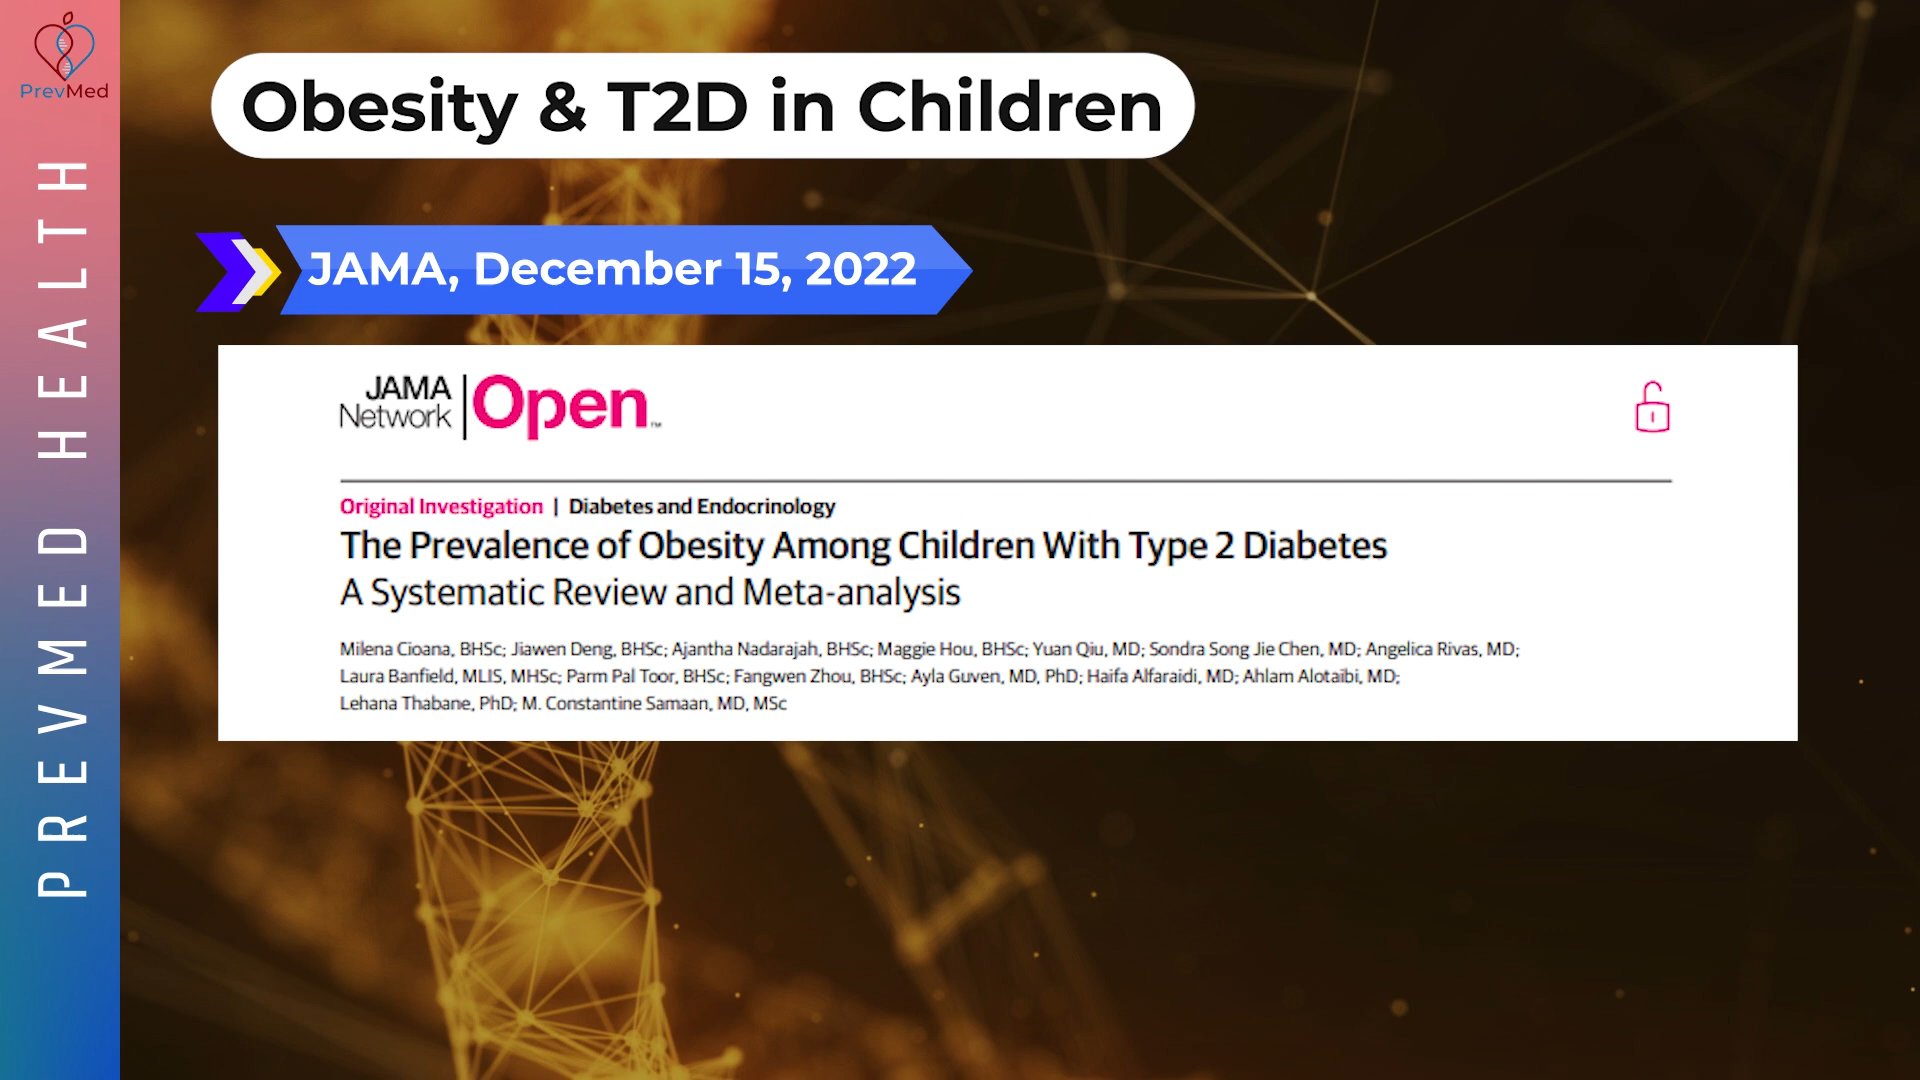 PrevMed
PREVMED HEALTH
Obesity & T2D in Children
JAMA, December 15, 2022
JAMA Network Open™
Original Investigation | Diabetes and Endocrinology
The Prevalence of Obesity Among Children With Type 2 Diabetes
A Systematic Review and Meta-analysis
Milena Cioana, BHSc; Jiawen Deng, BHSc; Ajantha Nadarajah, BHSc; Maggie Hou, BHSc; Yuan Qiu, MD; Sondra Song Jie Chen, MD; Angelica Rivas, MD;
Laura Banfield, MLIS, MHSc; Parm Pal Toor, BHSc; Fangwen Zhou, BHSc; Ayla Guven, MD, PhD; Haifa Alfaraidi, MD; Ahlam Alotaibi, MD;
Lehana Thabane, PhD; M. Constantine Samaan, MD, MSc